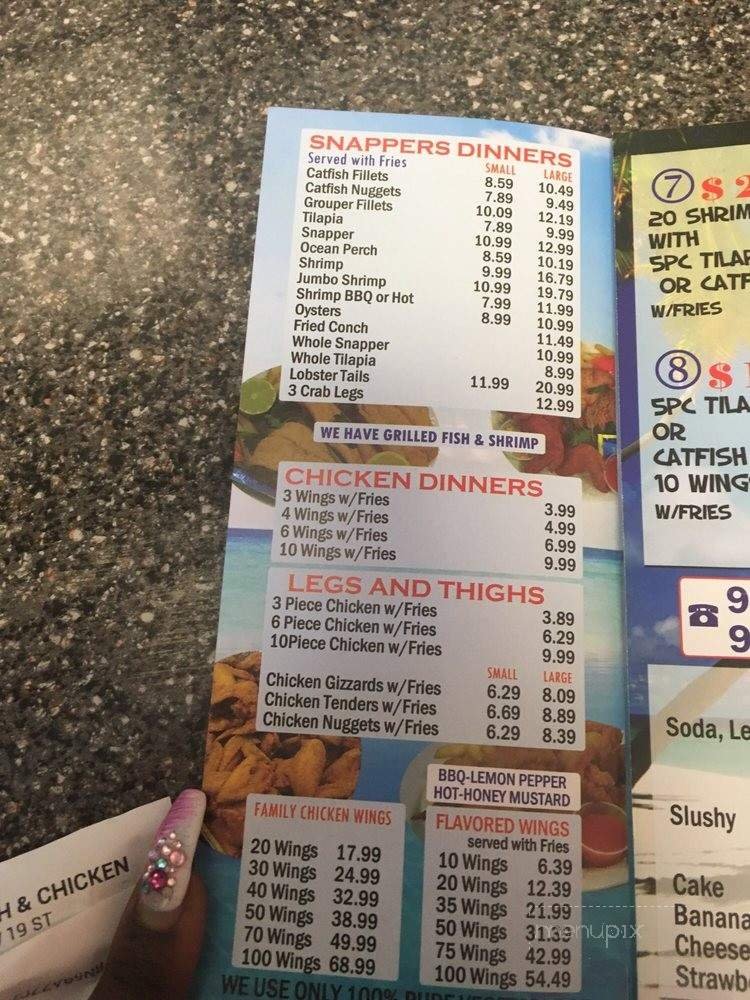 SNAPPERS DINNERS
Served with Fries SMALL LARGE
Catfish Fillets 8.59 10.49
Catfish Nuggets 7.89 9.49
Grouper Fillets 10.09 12.19
Tilapia 7.89 9.99
Snapper 10.99 12.99
Ocean Perch 8.59 10.19
Shrimp 9.99 16.79
Jumbo Shrimp 10.99 19.79
Shrimp BBQ or Hot 7.99 11.99
Oysters 8.99 10.99
Fried Conch 11.49
Whole Snapper 10.99
Whole Tilapia 8.99
Lobster Tails 11.99 20.99
3 Crab Legs 12.99
WE HAVE GRILLED FISH & SHRIMP
CHICKEN DINNERS
3 Wings w/Fries 3.99
4 Wings w/Fries 4.99
6 Wings w/Fries 6.99
10 Wings w/Fries 9.99
LEGS AND THIGHS
3 Piece Chicken w/Fries 3.89
6 Piece Chicken w/Fries 6.29
10Piece Chicken w/Fries 9.99
SMALL LARGE
Chicken Gizzards w/Fries 6.29 8.09
Chicken Tenders w/Fries 6.69 8.89
Chicken Nuggets w/Fries 6.29 8.39
FAMILY CHICKEN WINGS
20 Wings 17.99
30 Wings 24.99
40 Wings 32.99
50 Wings 38.99
70 Wings 49.99
100 Wings 68.99
BBQ-LEMON PEPPER
HOT-HONEY MUSTARD
FLAVORED WINGS
served with Fries
10 Wings 6.39
20 Wings 12.39
35 Wings 21.99
50 Wings 31.39
75 Wings 42.99
100 Wings 54.49
WE USE ONLY 100%
7 $ 2
20 SHRIM
WITH
5PC TILAP
OR CATF
W/FRIES
8 $
5PC TILA
OR
CATFISH
10 WING
W/FRIES
9
9
Soda, Le
Slushy
Cake
Banana
Cheese
Strawb
H & CHICKEN
19 ST
menupix